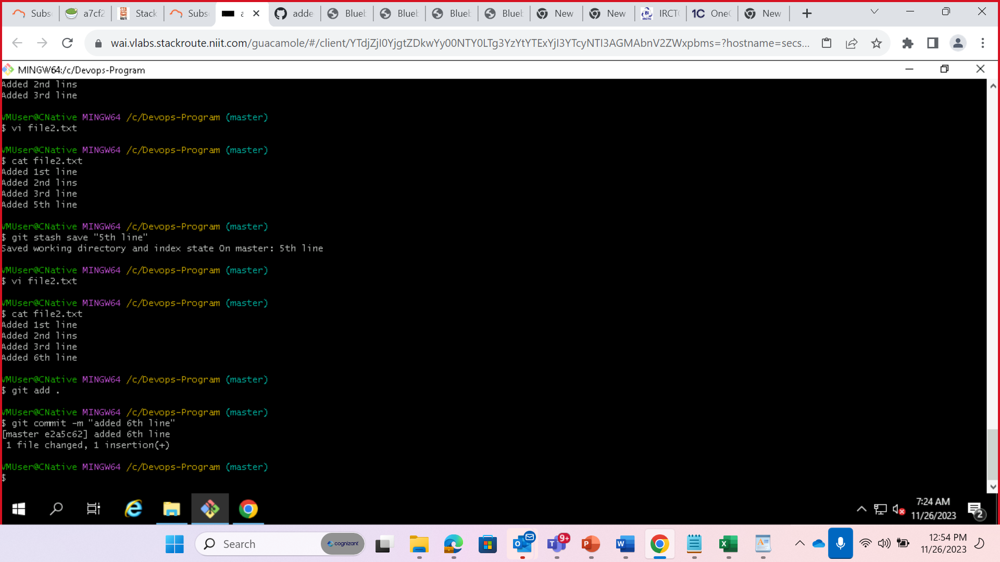 Subs
a7cf2
Stack
Subs
a
adde
Blueb
Blueb
Blueb
Blueb
New
New
IRCTC
OneC
New
wai.vlabs.stackroute.niit.com/guacamole/#/client/YTdjZjI0YjgtZDkwYy00NTY0LTg3YzYtYTExYjI3YTcyNTI3AGMAbnV2ZWxpbms=?hostname=secs...
MINGW64:/c/Devops-Program
Added 2nd lins
Added 3rd line
VMUser@CNative MINGW64 /c/Devops-Program (master)
$ vi file2.txt
VMUser@CNative MINGW64 /c/Devops-Program (master)
$ cat file2.txt
Added 1st line
Added 2nd lins
Added 3rd line
Added 5th line
VMUser@CNative MINGW64 /c/Devops-Program (master)
$ git stash save "5th line"
Saved working directory and index state On master: 5th line
VMUser@CNative MINGW64 /c/Devops-Program (master)
$ vi file2.txt
VMUser@CNative MINGW64 /c/Devops-Program (master)
$ cat file2.txt
Added 1st line
Added 2nd lins
Added 3rd line
Added 6th line
VMUser@CNative MINGW64 /c/Devops-Program (master)
$ git add .
VMUser@CNative MINGW64 /c/Devops-Program (master)
$ git commit -m "added 6th line"
[master e2a5c62] added 6th line
1 file changed, 1 insertion(+)
VMUser@CNative MINGW64 /c/Devops-Program (master)
$
7:24 AM
11/26/2023
2
Search
cognizant
9+
12:54 PM
11/26/2023